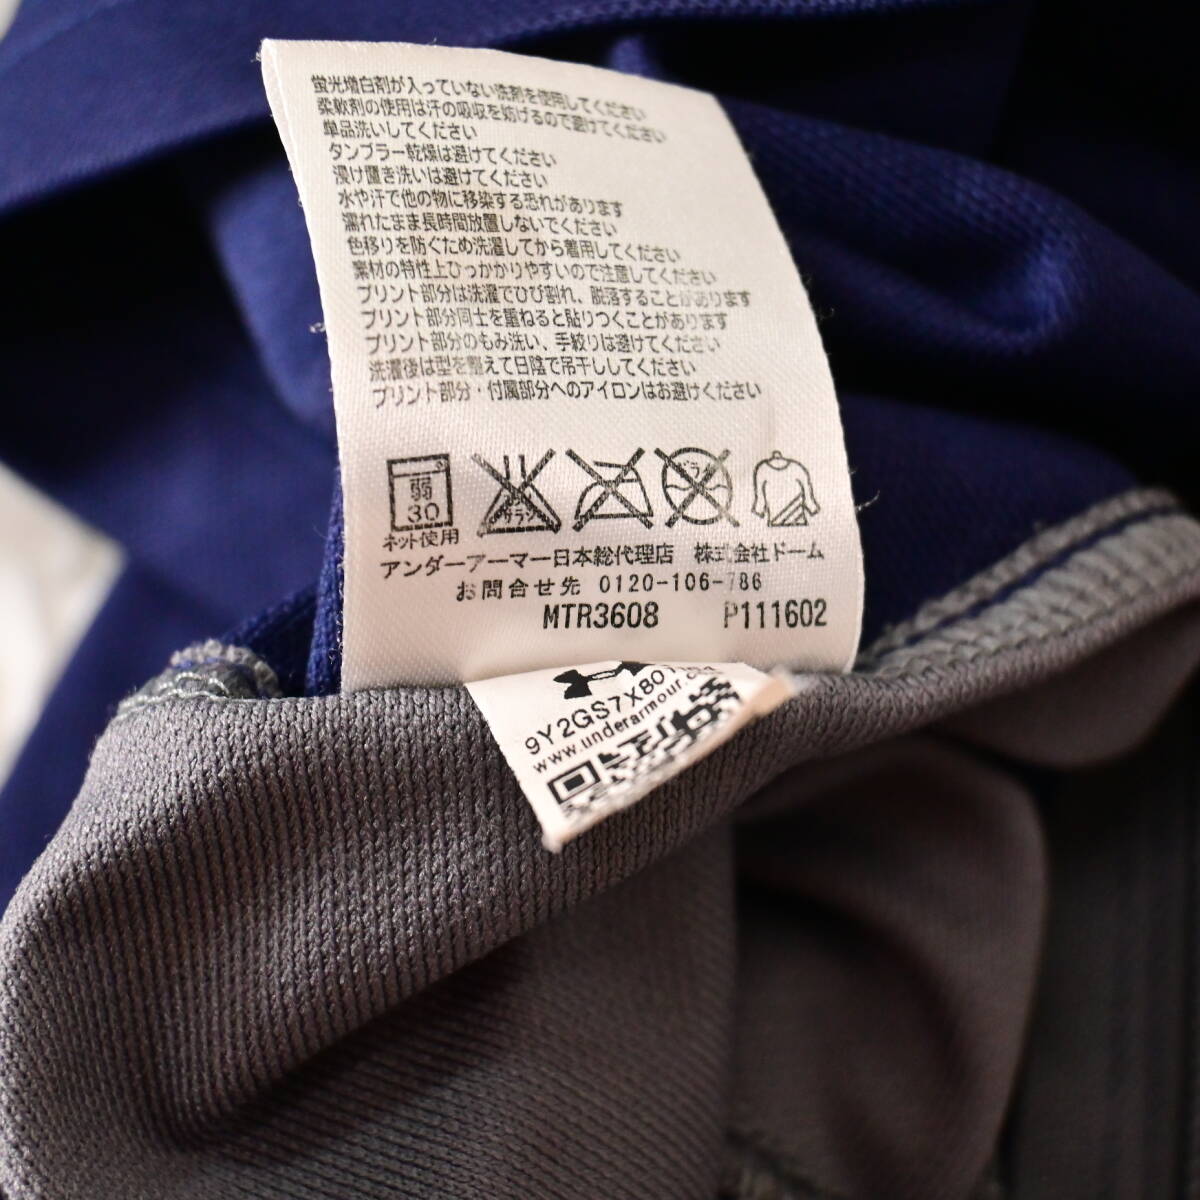 蛍光増白剤が入っていない洗剤を使用してください
柔軟剤の使用は汗の吸収を妨げるので避けてください
単品洗いしてください
タンブラー乾燥は避けてください
浸け置き洗いは避けてください
水や汗で他の物に移染する恐れがあります
濡れたまま長時間放置しないでください
色移りを防ぐため洗濯してから着用してください
素材の特性上ひっかかりやすいので注意してください
プリント部分は洗濯でひび割れ、脱落することがあります
プリント部分同士を重ねると貼りつくことがあります
プリント部分のもみ洗い、手絞りは避けてください
洗濯後は型を整えて日陰で吊干ししてください
プリント部分・付属部分へのアイロンはお避けください
弱
30
エンソ
サラシ
ドライ
ネット使用
アンダーアーマー日本総代理店 株式会社ドーム
お問合せ先 0120-106-786
MTR3608 P111602
9Y2GS7X80
www.underarmour.c